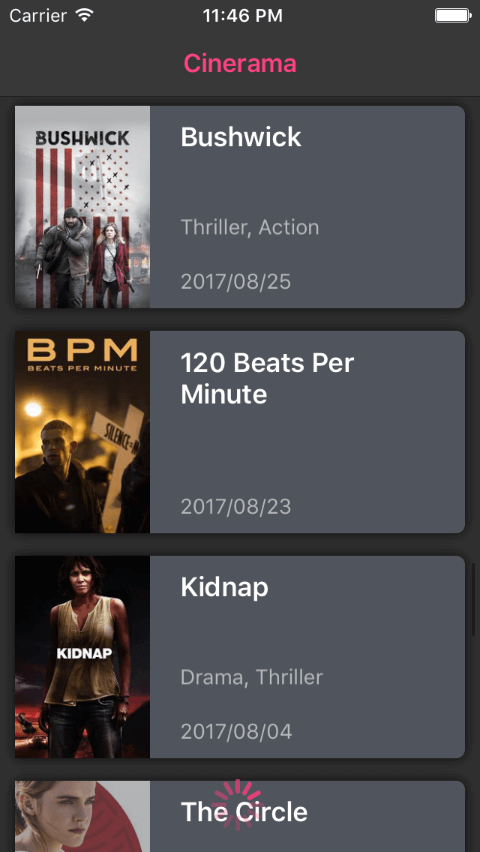 Carrier 11:46 PM
Cinerama
BUSHWICK
Bushwick
Thriller, Action
2017/08/25
BPM
BEATS PER MINUTE
SILENCE=
120 Beats Per
Minute
2017/08/23
KIDNAP
Kidnap
Drama, Thriller
2017/08/04
The Circle